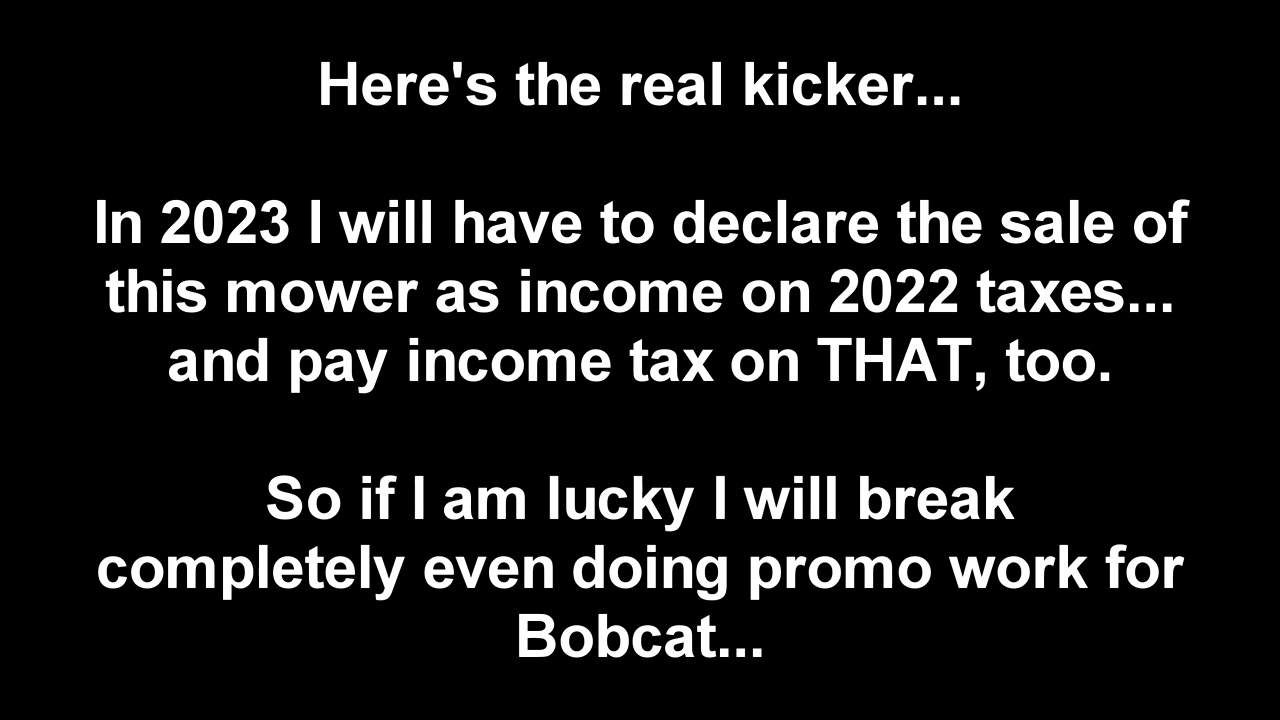 Here's the real kicker...
In 2023 I will have to declare the sale of
this mower as income on 2022 taxes...
and pay income tax on THAT, too.
So if I am lucky I will break
completely even doing promo work for
Bobcat...